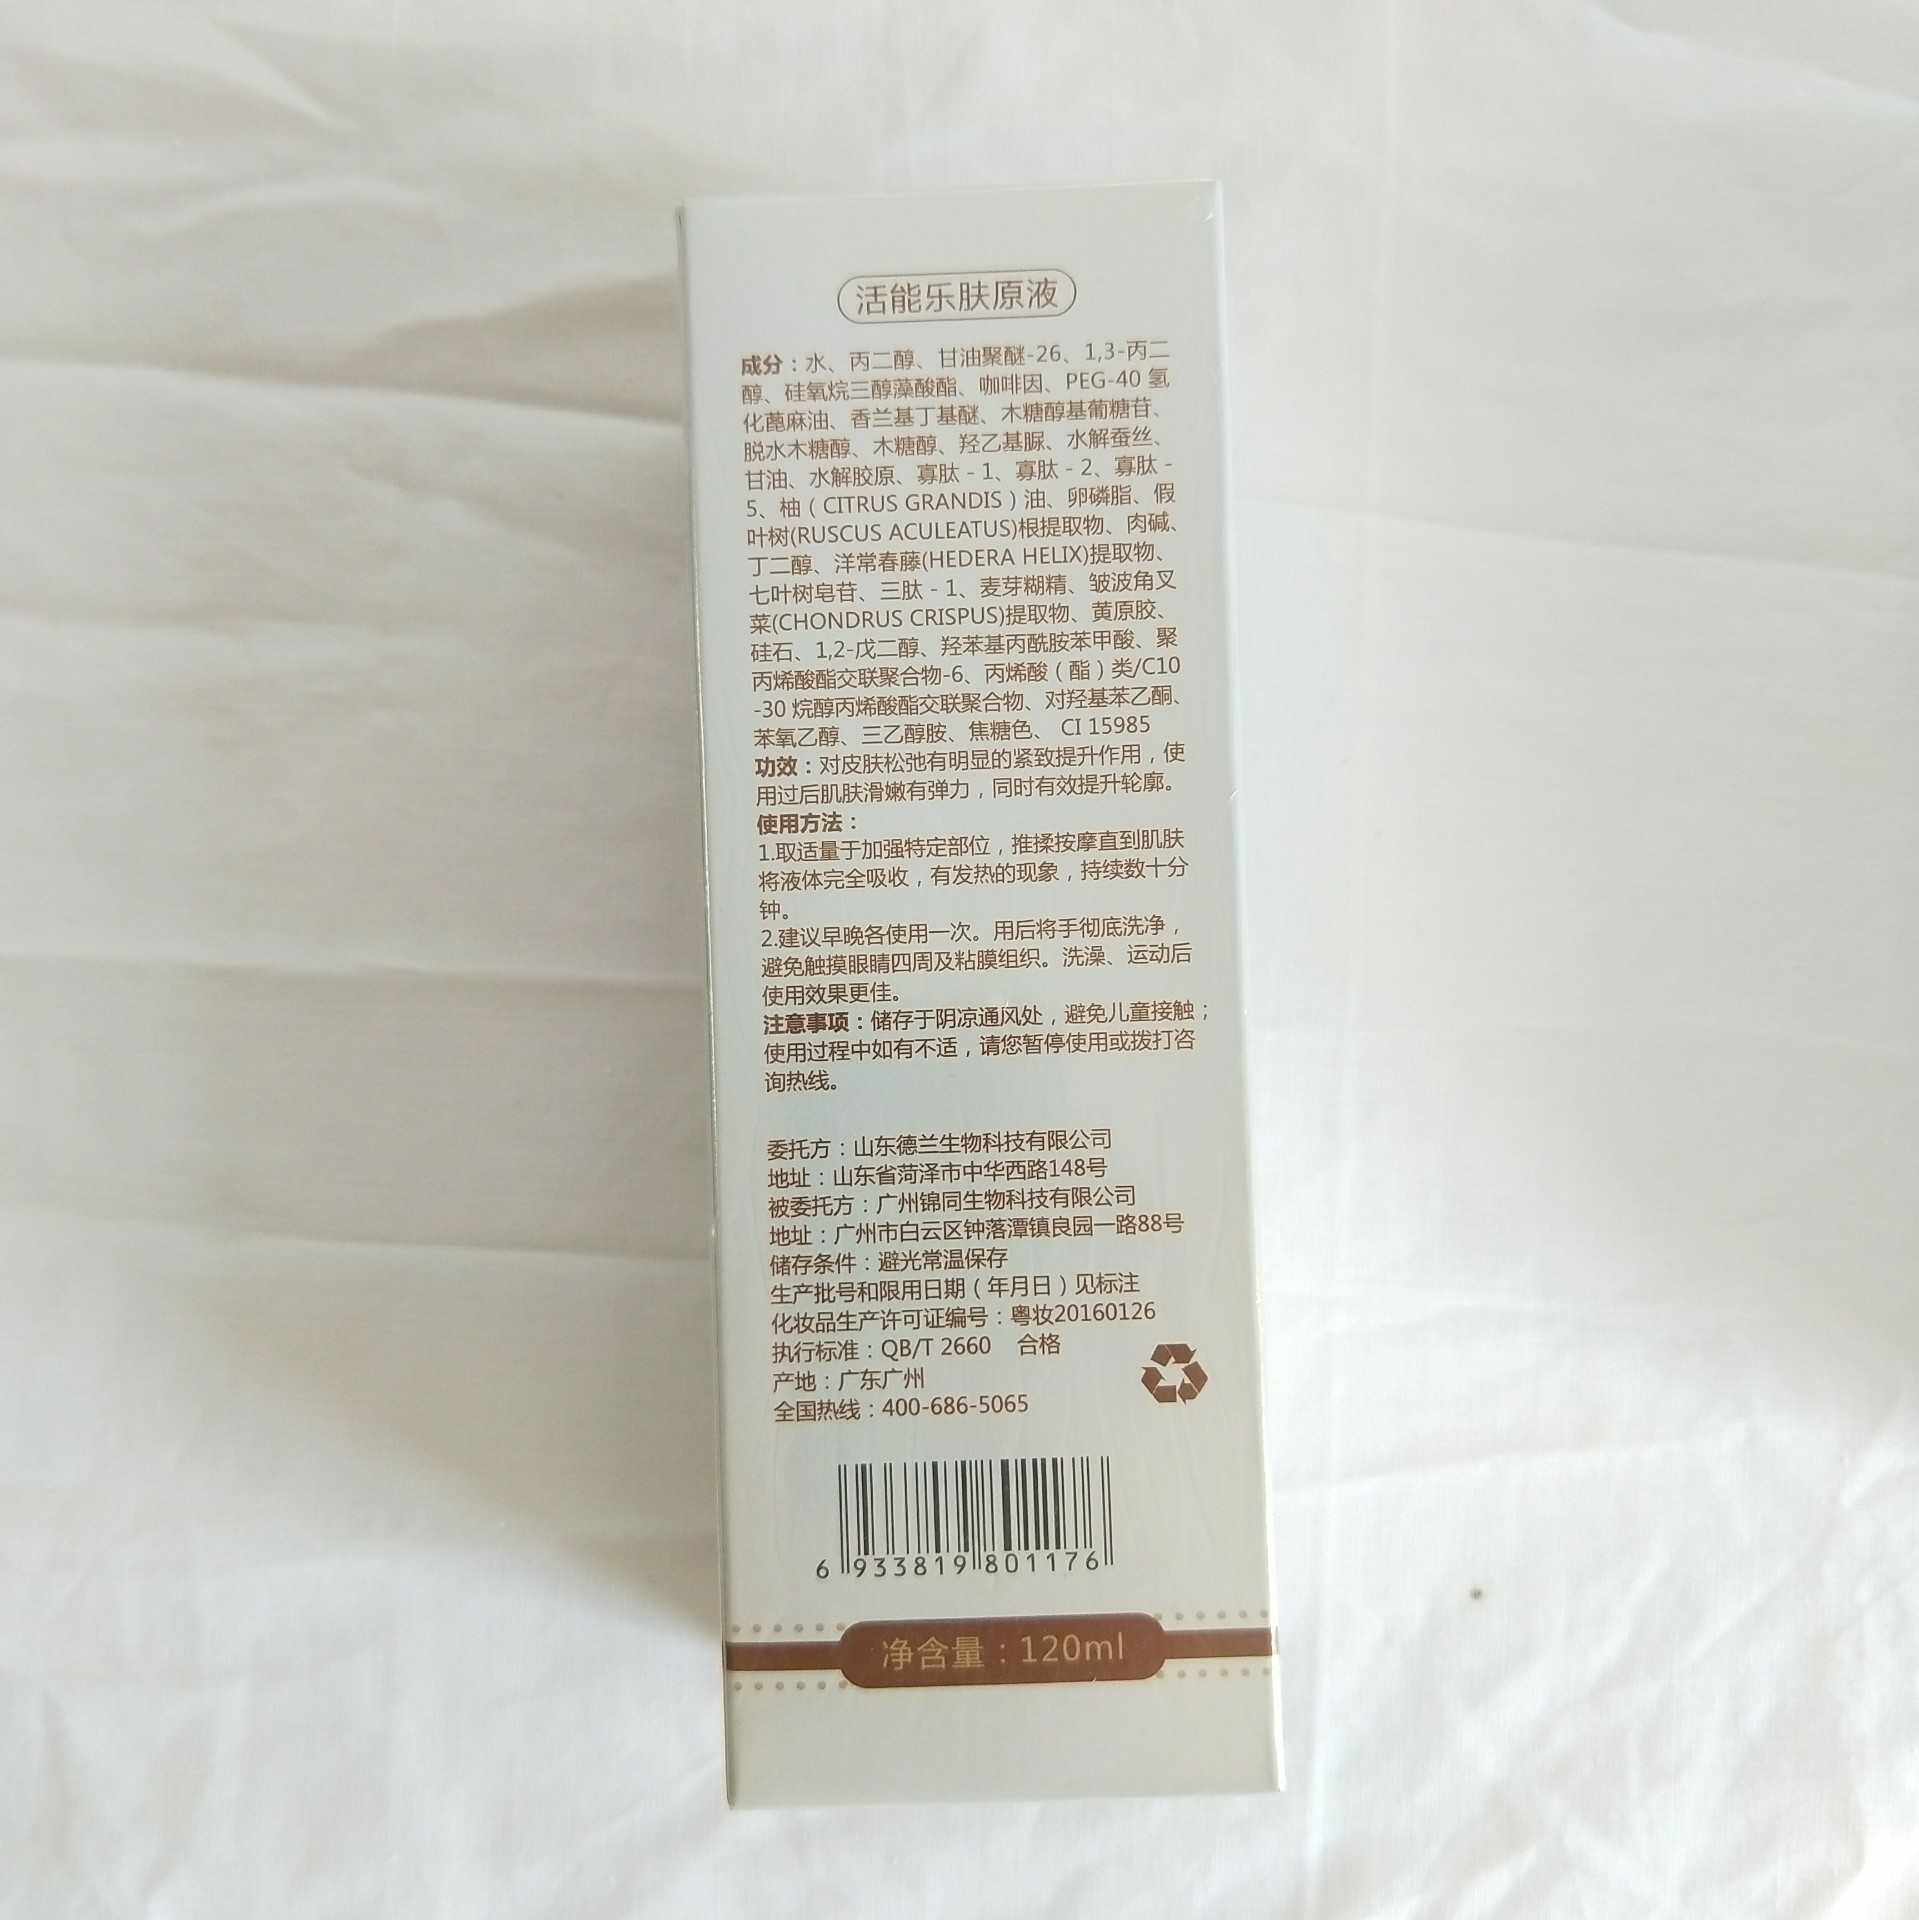 活能乐肤原液
成分：水、丙二醇、甘油聚醚-26、1,3-丙二
醇、硅氧烷三醇藻酸酯、咖啡因、PEG-40 氢
化蓖麻油、香兰基丁基醚、木糖醇基葡糖苷、
脱水木糖醇、木糖醇、羟乙基脲、水解蚕丝、
甘油、水解胶原、寡肽 - 1、寡肽 - 2、寡肽 -
5、柚（CITRUS GRANDIS）油、卵磷脂、假
叶树(RUSCUS ACULEATUS)根提取物、肉碱、
丁二醇、洋常春藤(HEDERA HELIX)提取物、
七叶树皂苷、三肽 - 1、麦芽糊精、皱波角叉
菜(CHONDRUS CRISPUS)提取物、黄原胶、
硅石、1,2-戊二醇、羟苯基丙酰胺苯甲酸、聚
丙烯酸酯交联聚合物-6、丙烯酸（酯）类/C10
-30 烷醇丙烯酸酯交联聚合物、对羟基苯乙酮、
苯氧乙醇、三乙醇胺、焦糖色、 CI 15985
功效：对皮肤松弛有明显的紧致提升作用，使
用过后肌肤滑嫩有弹力，同时有效提升轮廓。
使用方法：
1.取适量于加强特定部位，推揉按摩直到肌肤
将液体完全吸收，有发热的现象，持续数十分
钟。
2.建议早晚各使用一次。用后将手彻底洗净，
避免触摸眼睛四周及粘膜组织。洗澡、运动后
使用效果更佳。
注意事项：储存于阴凉通风处，避免儿童接触；
使用过程中如有不适，请您暂停使用或拨打咨
询热线。
委托方：山东德兰生物科技有限公司
地址：山东省菏泽市中华西路148号
被委托方：广州锦同生物科技有限公司
地址：广州市白云区钟落潭镇良园一路88号
储存条件：避光常温保存
生产批号和限用日期（年月日）见标注
化妆品生产许可证编号：粤妆20160126
执行标准：QB/T 2660 合格
产地：广东广州
全国热线：400-686-5065
6 933819 801176
净含量：120ml